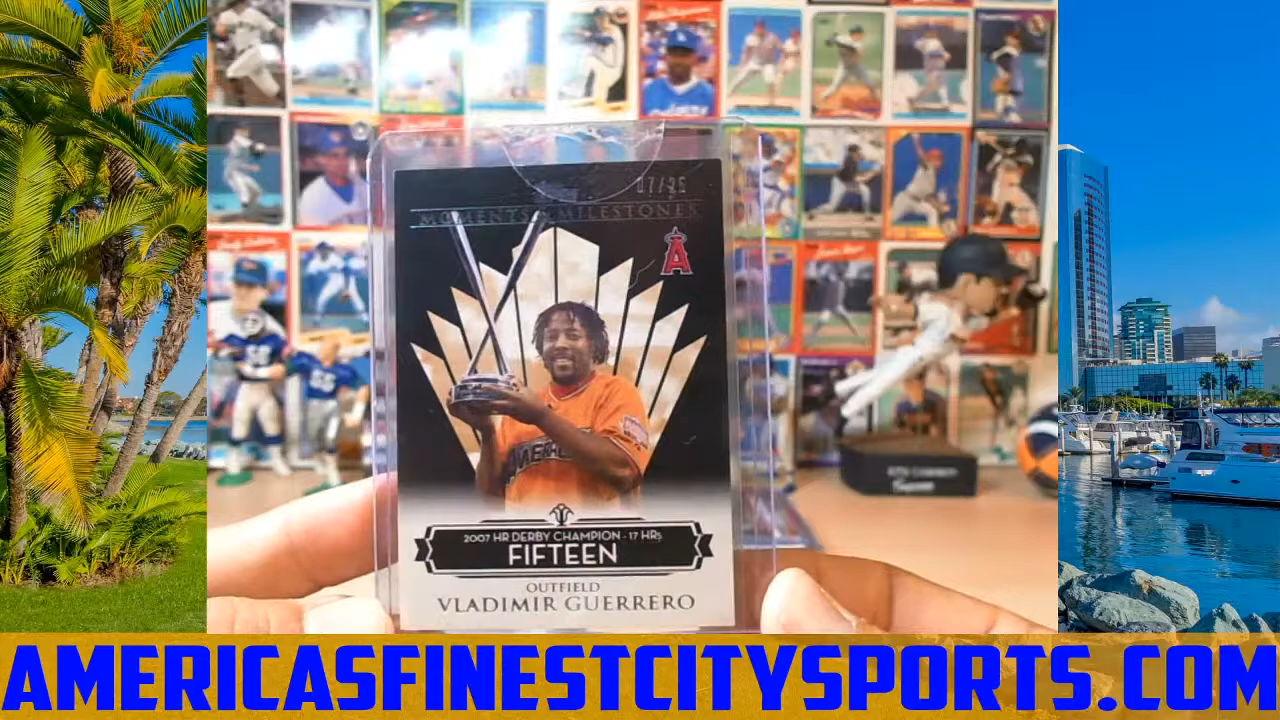 07/25
MOMENTS & MILESTONES
A
2007 HR DERBY CHAMPION - 17 HRs
FIFTEEN
OUTFIELD
VLADIMIR GUERRERO
AMERICASFINESTCITYSPORTS.COM